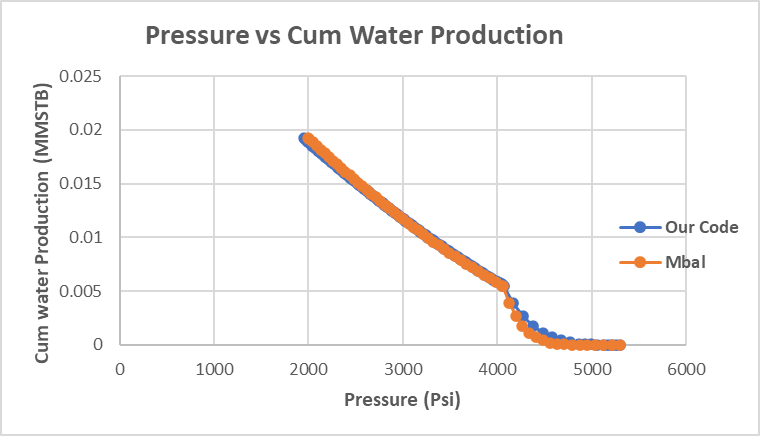 Pressure vs Cum Water Production
Cum water Production (MMSTB)
0.025
0.02
0.015
0.01
0.005
0
0 1000 2000 3000 4000 5000 6000
Pressure (Psi)
Our Code
Mbal